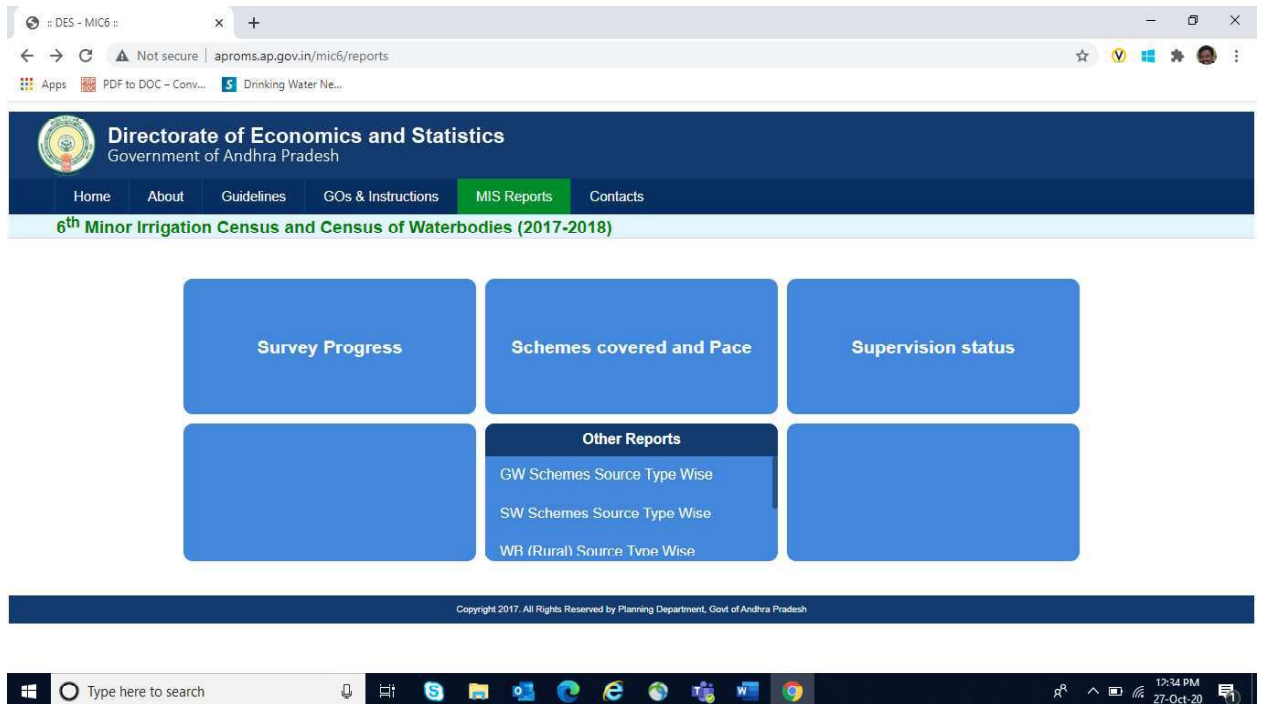 :: DES - MIC6 ::
Not secure | aproms.ap.gov.in/mic6/reports
Apps PDF to DOC – Conv... Drinking Water Ne...
Directorate of Economics and Statistics
Government of Andhra Pradesh
Home About Guidelines GOs & Instructions MIS Reports Contacts
6th Minor Irrigation Census and Census of Waterbodies (2017-2018)
Survey Progress Schemes covered and Pace Supervision status
Other Reports
GW Schemes Source Type Wise
SW Schemes Source Type Wise
WB (Rural) Source Type Wise
Copyright 2017. All Rights Reserved by Planning Department, Govt of Andhra Pradesh
Type here to search
12:34 PM
27-Oct-20